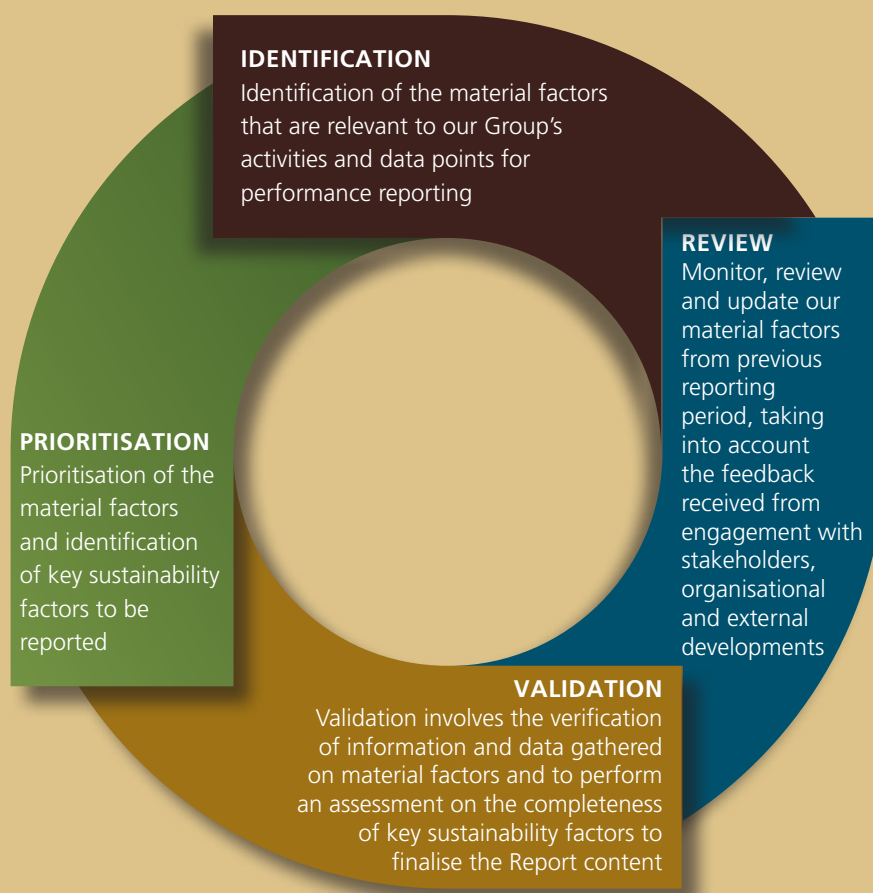 IDENTIFICATION
Identification of the material factors
that are relevant to our Group's
activities and data points for
performance reporting
REVIEW
Monitor, review
and update our
material factors
from previous
reporting
period, taking
into account
the feedback
received from
engagement with
stakeholders,
organisational
and external
developments
PRIORITISATION
Prioritisation of the
material factors
and identification
of key sustainability
factors to be
reported
VALIDATION
Validation involves the verification
of information and data gathered
on material factors and to perform
an assessment on the completeness
of key sustainability factors to
finalise the Report content